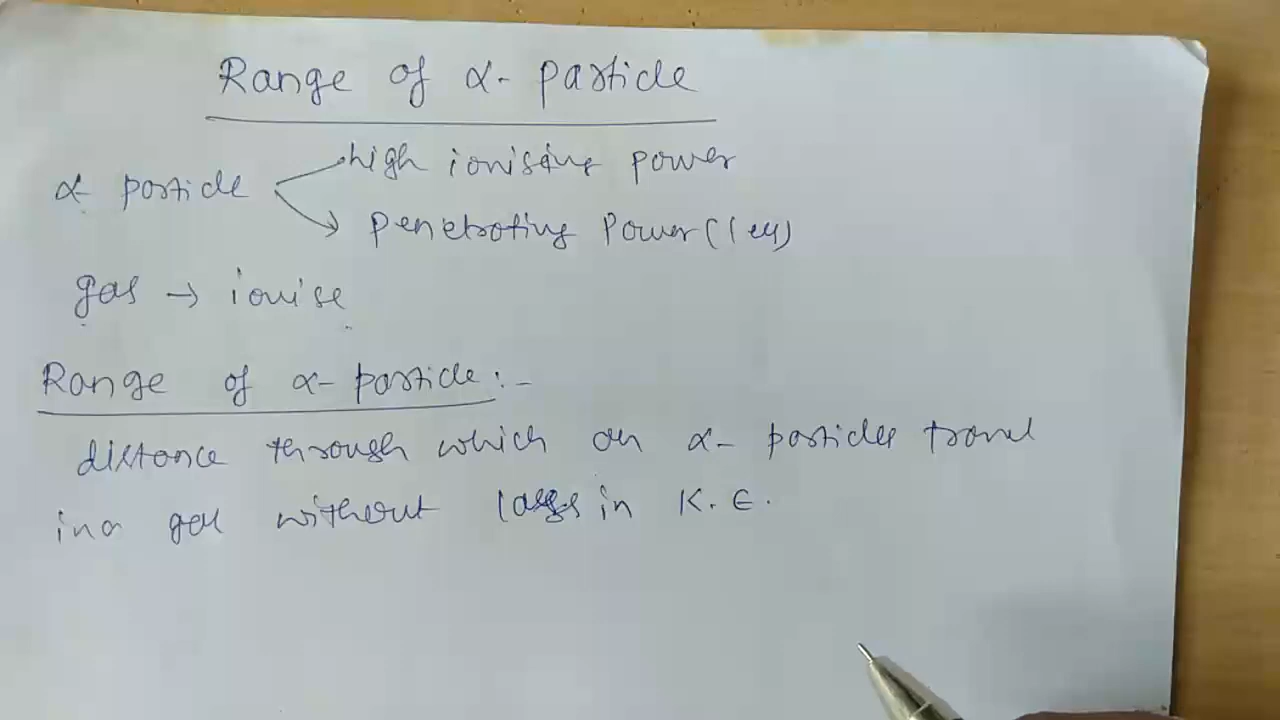 Range of α- particle
α- particle
high ionising power
penetrating Power (less)
gas → ionise
Range of α- particle :-
distance through which an α- particles travel
in a gas without loss in K.E.